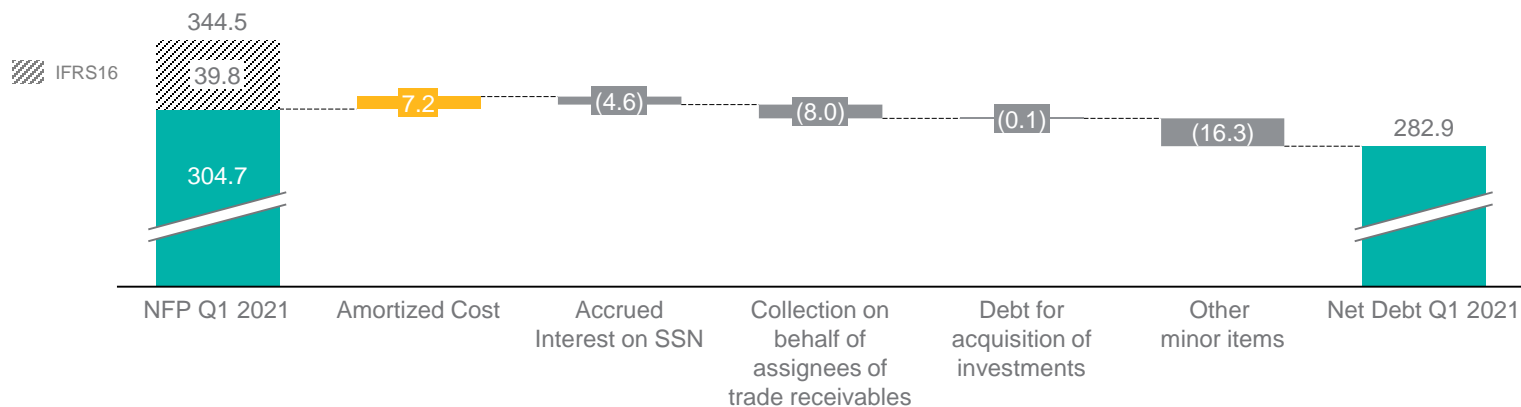 344.5
IFRS16
39.8
304.7
7.2
(4.6)
(8.0)
(0.1)
(16.3)
282.9
NFP Q1 2021
Amortized Cost
Accrued
Interest on SSN
Collection on
behalf of
assignees of
trade receivables
Debt for
acquisition of
investments
Other
minor items
Net Debt Q1 2021